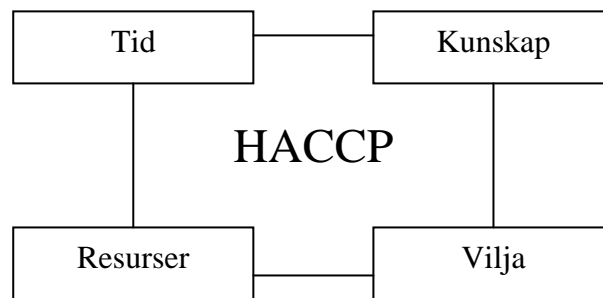 Tid
Kunskap
HACCP
Resurser
Vilja